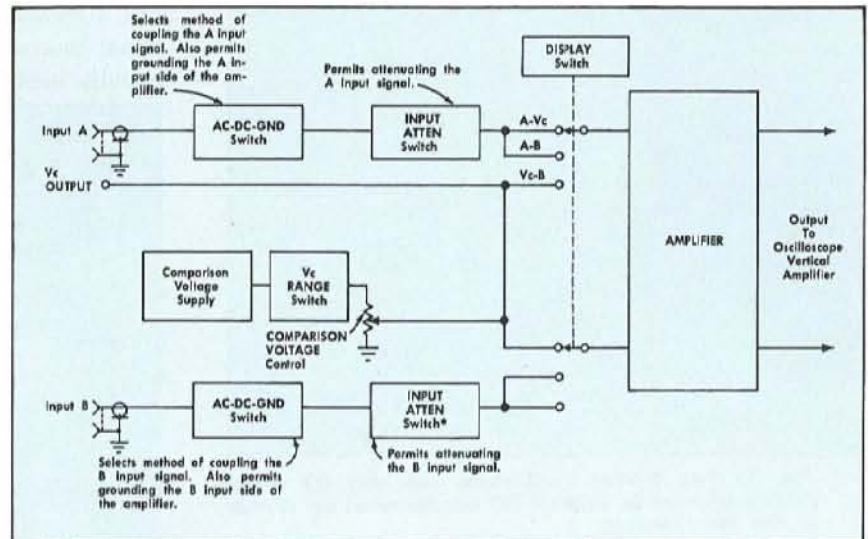 Selects method of
coupling the A input
signal. Also permits
grounding the A in-
put side of the am-
plifier.
Permits attenuating the
A Input signal.
DISPLAY
Switch
Input A
AC-DC-GND
Switch
INPUT
ATTEN
Switch
A-Vc
A-B
Vc-B
Vc
OUTPUT
AMPLIFIER
Output
To
Oscilloscope
Vertical
Amplifier
Comparison
Voltage
Supply
Vc
RANGE
Switch
COMPARISON
VOLTAGE
Control
Input B
AC-DC-GND
Switch
INPUT
ATTEN
Switch*
Selects method of coupling the
B input signal. Also permits
grounding the B input side of
the amplifier.
Permits attenuating
the B input signal.